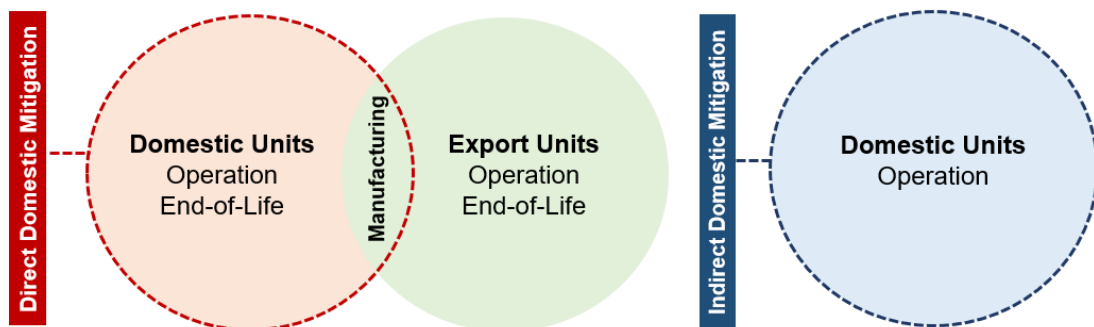 Direct Domestic Mitigation
Domestic Units
Operation
End-of-Life
Manufacturing
Export Units
Operation
End-of-Life
Indirect Domestic Mitigation
Domestic Units
Operation